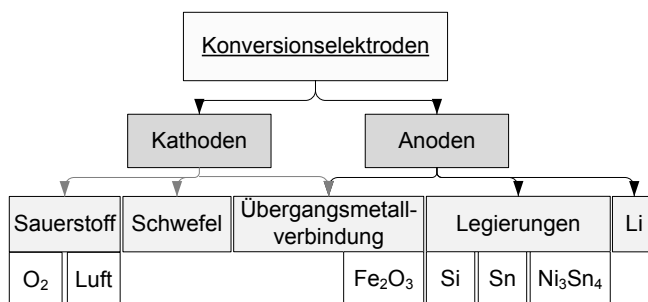 Konversionselektroden
Kathoden
Anoden
Sauerstoff
Schwefel
Übergangsmetall-
verbindung
Legierungen
Li
O₂
Luft
Fe₂O₃
Si
Sn
Ni₃Sn₄